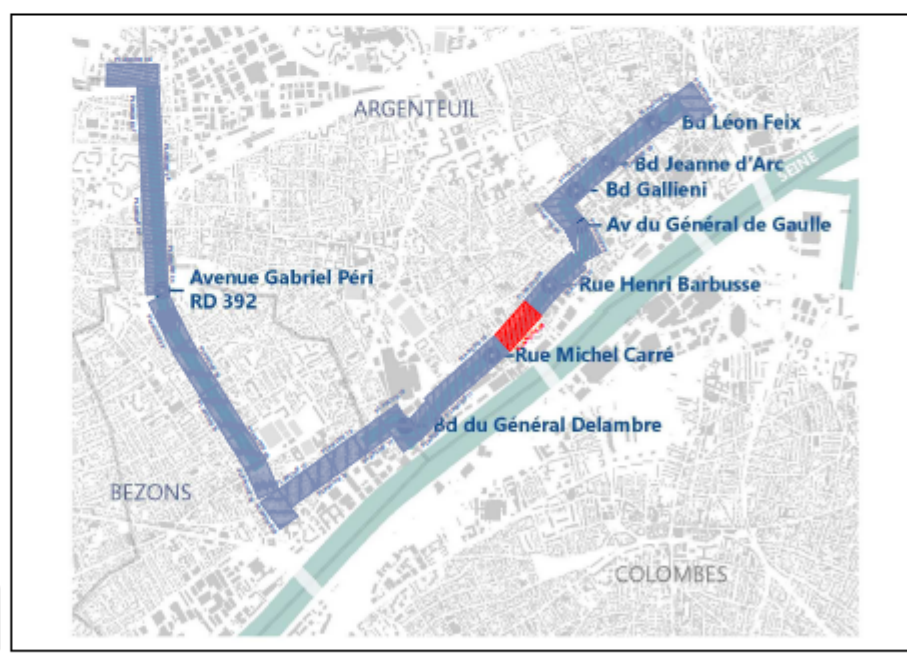 ARGENTEUIL
Bd Léon Feix
Bd Jeanne d'Arc
SEINE
Bd Gallieni
Av du Général de Gaulle
Avenue Gabriel Péri
RD 392
Rue Henri Barbusse
Rue Michel Carré
Bd du Général Delambre
BEZONS
COLOMBES